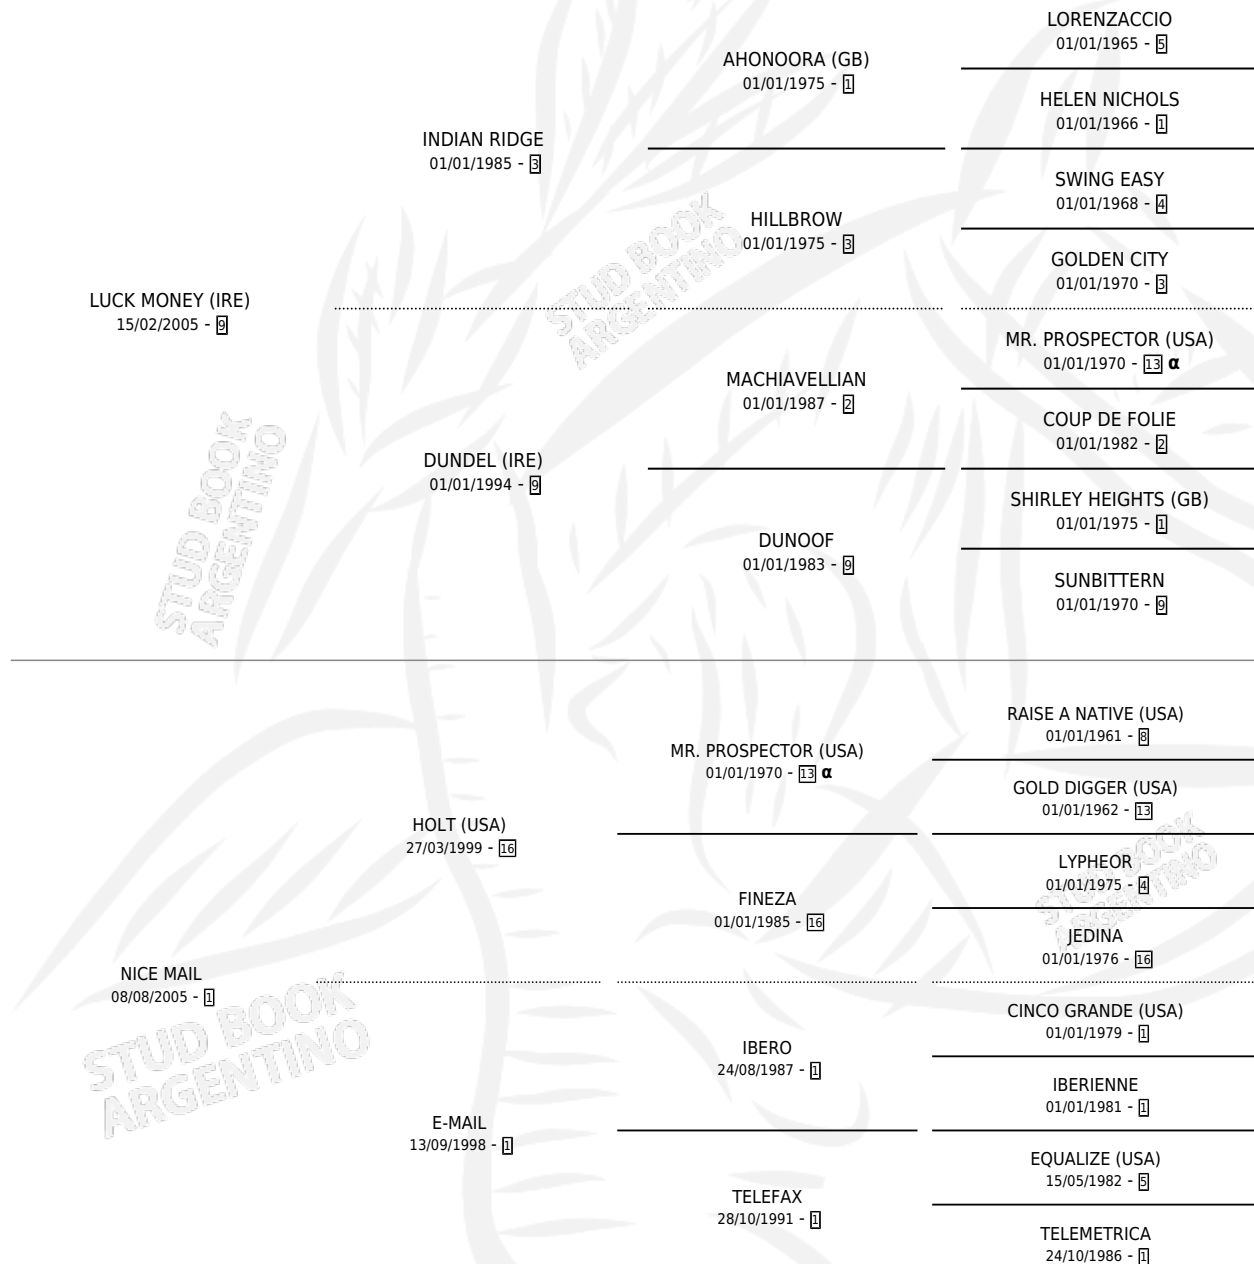 LORENZACCIO
01/01/1965 - 5
AHONOORA (GB)
01/01/1975 - 1
HELEN NICHOLS
01/01/1966 - 1
INDIAN RIDGE
01/01/1985 - 3
SWING EASY
01/01/1968 - 4
HILLBROW
01/01/1975 - 3
GOLDEN CITY
01/01/1970 - 3
STUD BOOK
ARGENTINO
LUCK MONEY (IRE)
15/02/2005 - 9
MR. PROSPECTOR (USA)
01/01/1970 - 13 α
MACHIAVELLIAN
01/01/1987 - 2
COUP DE FOLIE
01/01/1982 - 2
DUNDEL (IRE)
01/01/1994 - 9
SHIRLEY HEIGHTS (GB)
01/01/1975 - 1
DUNOOF
01/01/1983 - 9
SUNBITTERN
01/01/1970 - 9
STUD BOOK
ARGENTINO
RAISE A NATIVE (USA)
01/01/1961 - 8
MR. PROSPECTOR (USA)
01/01/1970 - 13 α
GOLD DIGGER (USA)
01/01/1962 - 13
HOLT (USA)
27/03/1999 - 16
LYPHEOR
01/01/1975 - 4
FINEZA
01/01/1985 - 16
JEDINA
01/01/1976 - 16
STUD BOOK
ARGENTINO
NICE MAIL
08/08/2005 - 1
CINCO GRANDE (USA)
01/01/1979 - 1
IBERO
24/08/1987 - 1
IBERIENNE
01/01/1981 - 1
E-MAIL
13/09/1998 - 1
EQUALIZE (USA)
15/05/1982 - 5
TELEFAX
28/10/1991 - 1
TELEMETRICA
24/10/1986 - 1
STUD BOOK
ARGENTINO